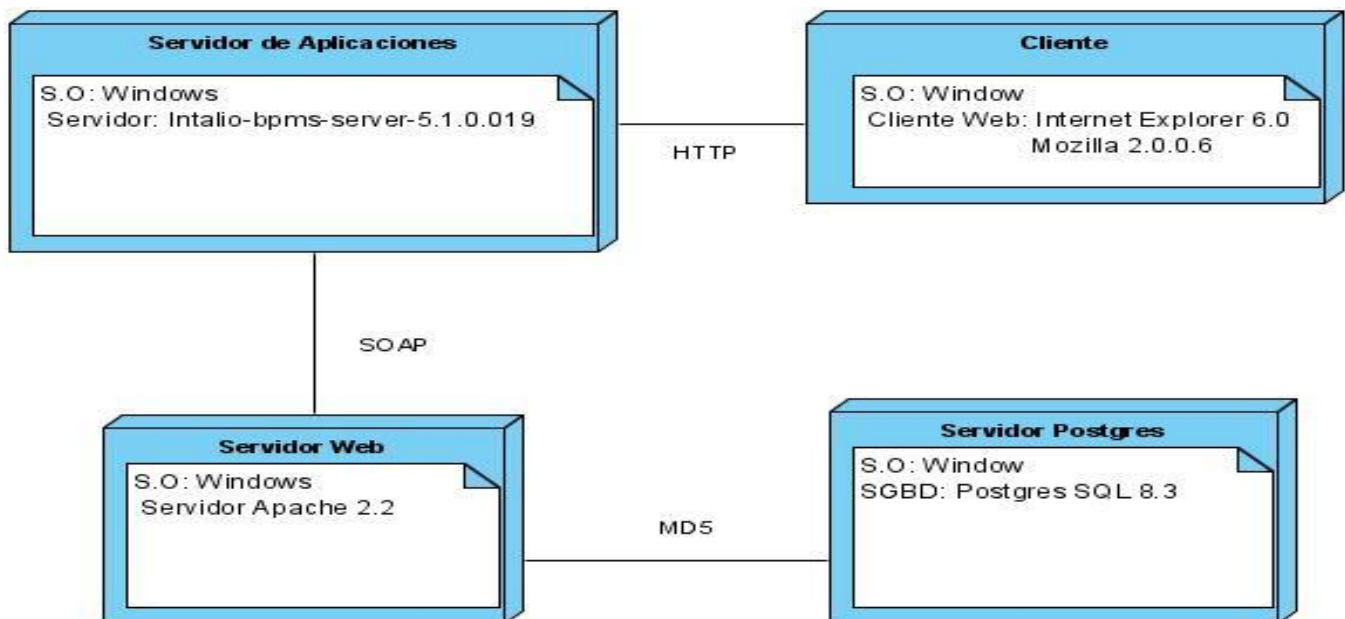 Servidor de Aplicaciones
S.O: Windows
Servidor: Intalio-bpms-server-5.1.0.019
Cliente
S.O: Window
Cliente Web: Internet Explorer 6.0
Mozilla 2.0.0.6
HTTP
SOAP
Servidor Web
S.O: Windows
Servidor Apache 2.2
MD5
Servidor Postgres
S.O: Window
SGBD: Postgres SQL 8.3